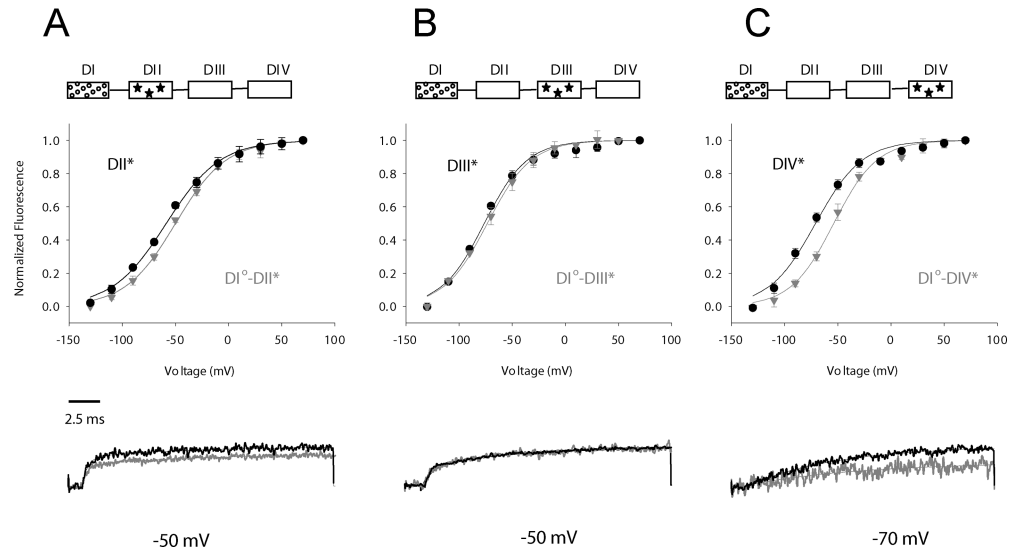 A B C
DI DII DIII DIV DI DII DIII DIV DI DII DIII DIV
1.0 1.0 1.0
DII* DIII* DIV*
0.8 0.8 0.8
0.6 0.6 0.6
Normalized Fluorescence
0.4 0.4 0.4
DI°-DII* DI°-DIII* DI°-DIV*
0.2 0.2 0.2
0.0 0.0 0.0
-150 -100 -50 0 50 100 -150 -100 -50 0 50 100 -150 -100 -50 0 50 100
Voltage (mV) Voltage (mV) Voltage (mV)
2.5 ms
-50 mV -50 mV -70 mV